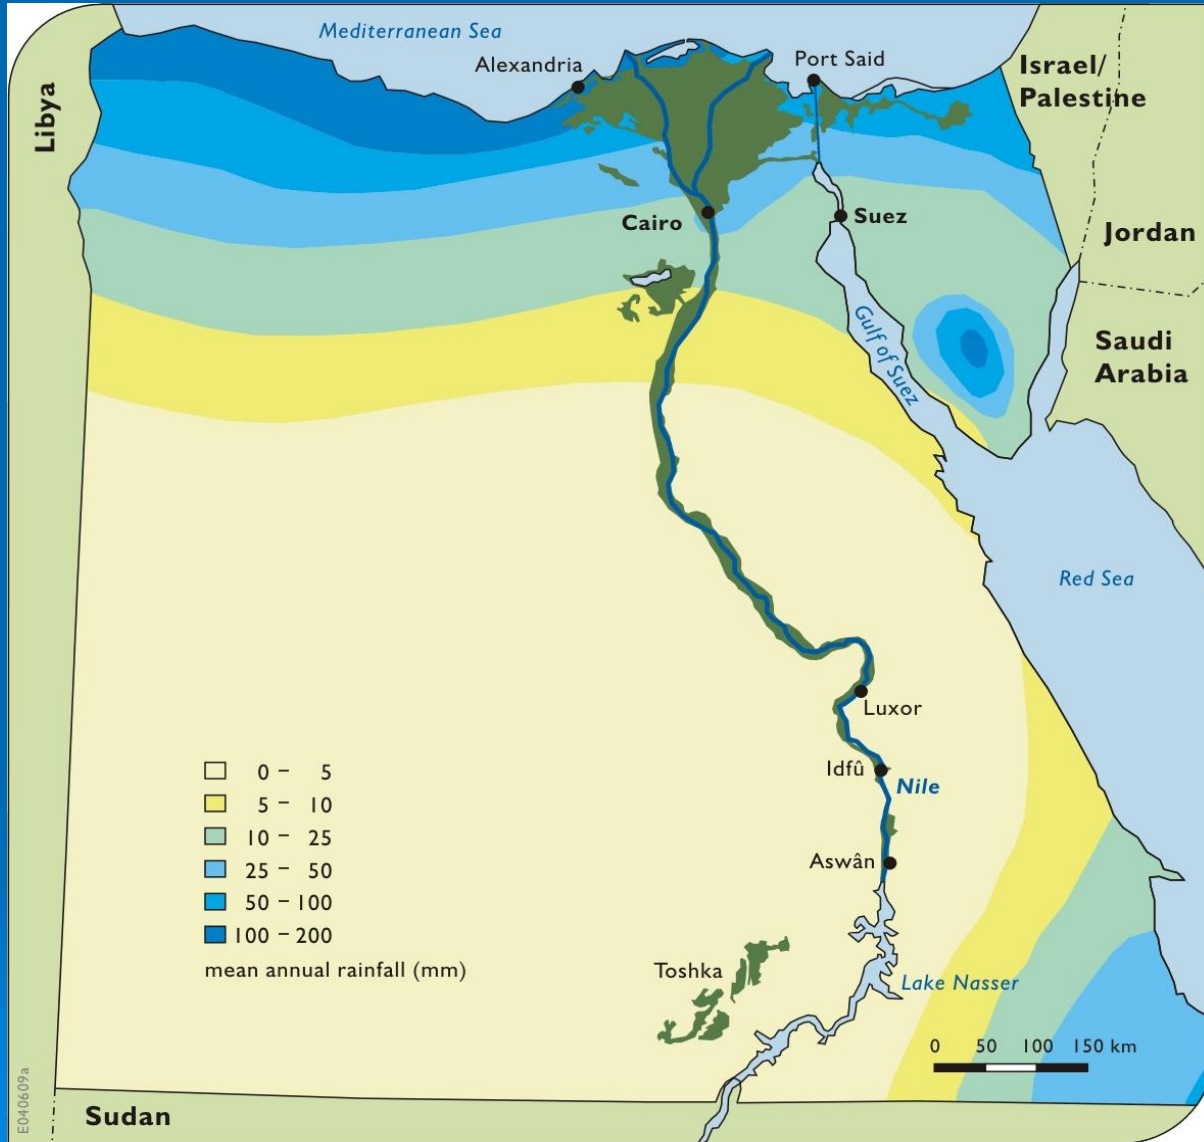 Mediterranean Sea
Alexandria
Port Said
Israel/
Palestine
Libya
Cairo
Suez
Jordan
Gulf of Suez
Saudi
Arabia
Red Sea
Luxor
Idfû
Nile
Aswân
0 – 5
5 – 10
10 – 25
25 – 50
50 – 100
100 – 200
mean annual rainfall (mm)
Toshka
Lake Nasser
0 50 100 150 km
E040609a
Sudan